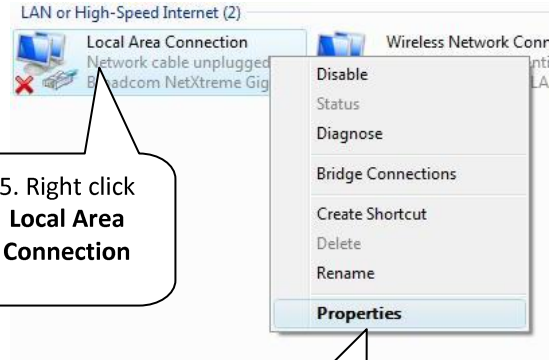 LAN or High-Speed Internet (2)
Local Area Connection
Network cable unplugged
Broadcom NetXtreme Gig
Wireless Network Conn
Disable
Status
Diagnose
Bridge Connections
Create Shortcut
Delete
Rename
Properties
5. Right click
Local Area
Connection